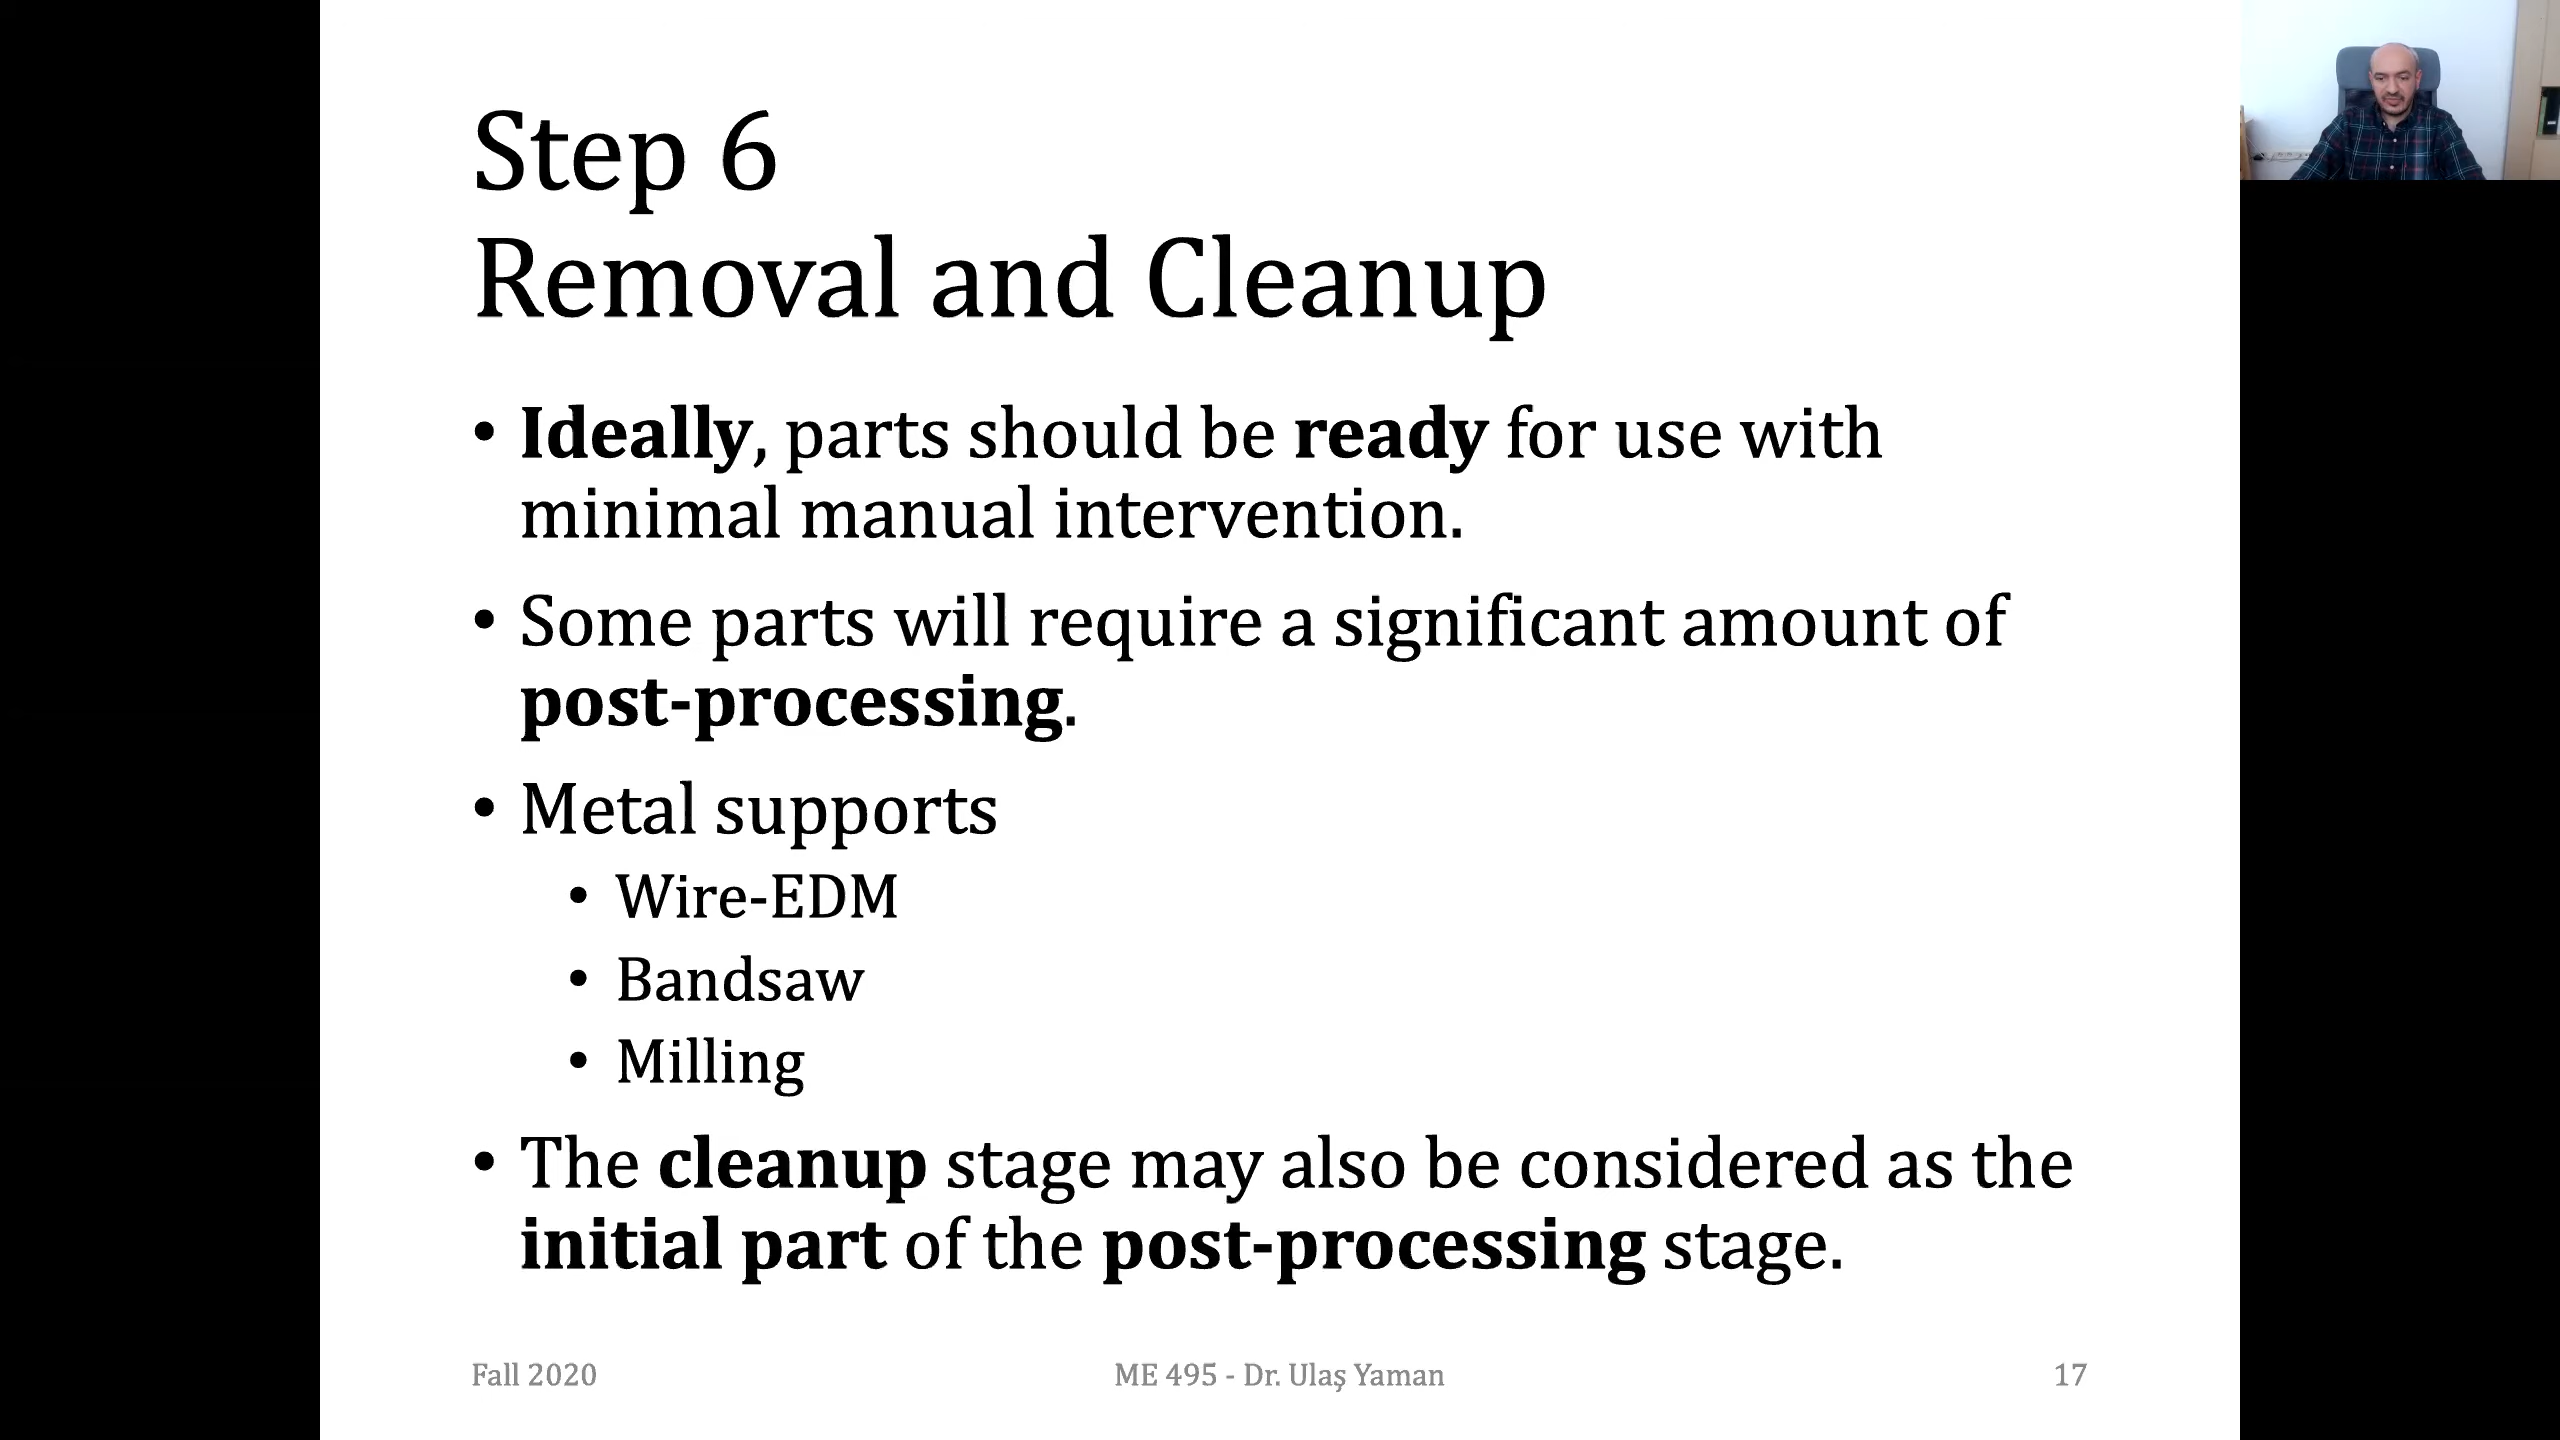 Step 6
Removal and Cleanup
• Ideally, parts should be ready for use with
minimal manual intervention.
• Some parts will require a significant amount of
post-processing.
• Metal supports
• Wire-EDM
• Bandsaw
• Milling
• The cleanup stage may also be considered as the
initial part of the post-processing stage.
Fall 2020
ME 495 - Dr. Ulaş Yaman
17